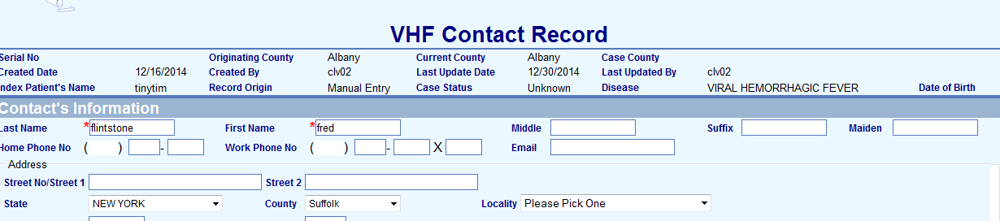 VHF Contact Record
Serial No Originating County Albany Current County Albany Case County
Created Date 12/16/2014 Created By clv02 Last Update Date 12/30/2014 Last Updated By clv02
Index Patient's Name tinytim Record Origin Manual Entry Case Status Unknown Disease VIRAL HEMORRHAGIC FEVER Date of Birth
Contact's Information
Last Name *flintstone First Name *fred Middle Suffix Maiden
Home Phone No ( ) - Work Phone No ( ) - X Email
Address
Street No/Street 1 Street 2
State NEW YORK County Suffolk Locality Please Pick One